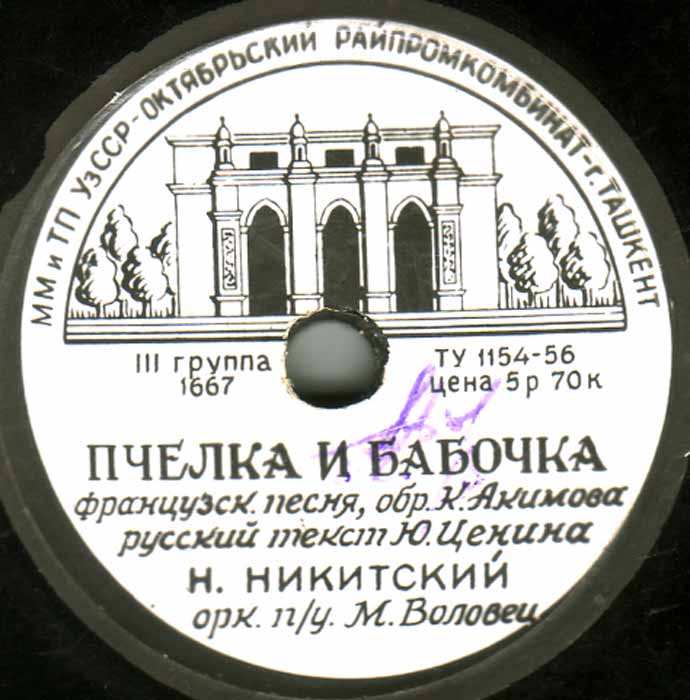 ММ и ТП УзССР-ОКТЯБРЬСКИЙ РАЙПРОМКОМБИНАТ-г.ТАШКЕНТ
III группа
1667
ТУ 1154-56
цена 5р 70к
ПЧЕЛКА И БАБОЧКА
французск. песня, обр. К. Акимова
русский текст Ю. Ценина
Н. НИКИТСКИЙ
орк. п/у. М. Воловец